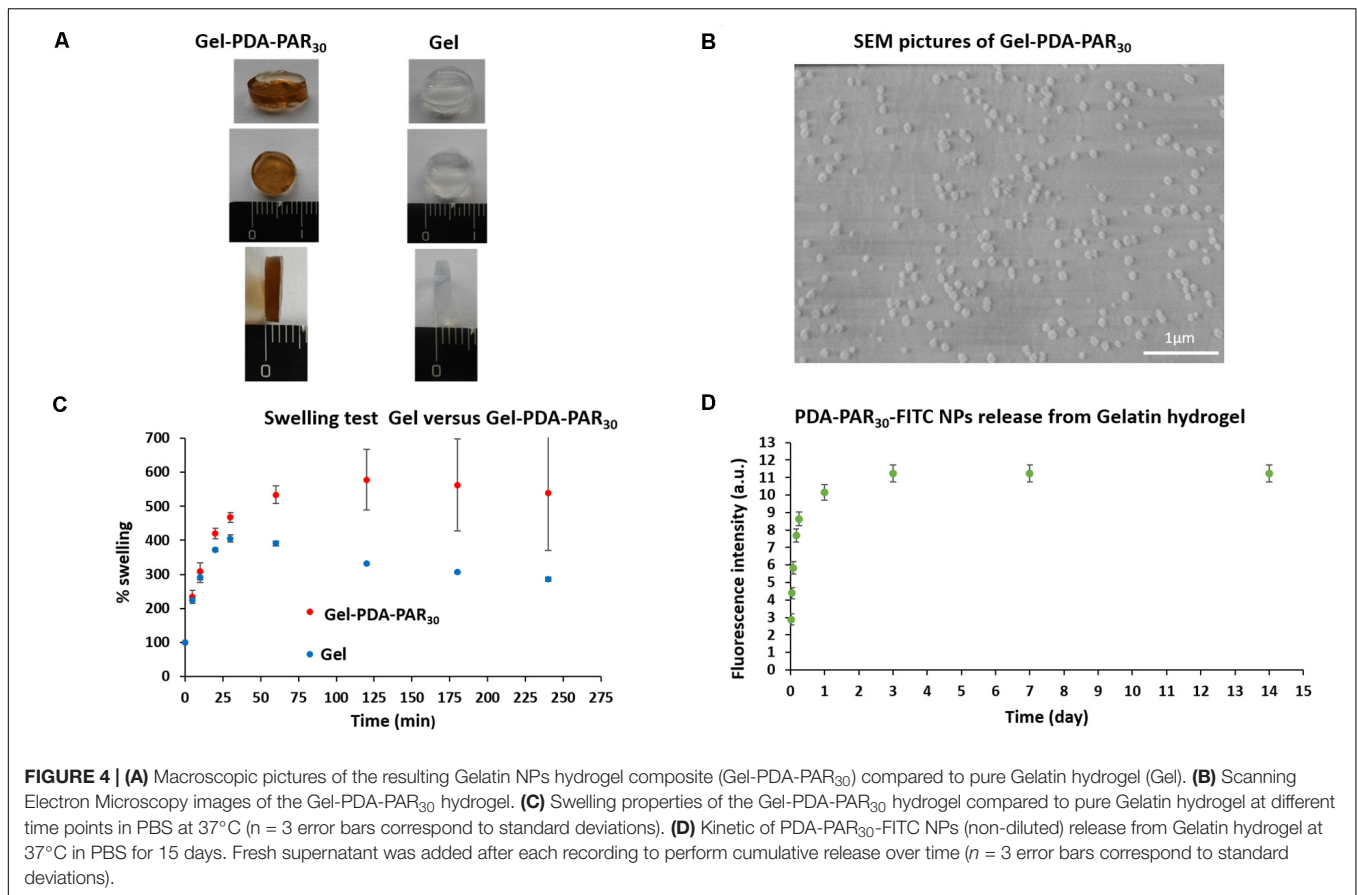 A
Gel-PDA-PAR₃₀
Gel
0 1
0 1
0
0
B
SEM pictures of Gel-PDA-PAR₃₀
1µm
C
Swelling test Gel versus Gel-PDA-PAR₃₀
% swelling
700
600
500
400
300
200
100
0
Gel-PDA-PAR₃₀
Gel
0 25 50 75 100 125 150 175 200 225 250 275
Time (min)
D
PDA-PAR₃₀-FITC NPs release from Gelatin hydrogel
Fluorescence intensity (a.u.)
13
12
11
10
9
8
7
6
5
4
3
2
1
0
0 1 2 3 4 5 6 7 8 9 10 11 12 13 14 15
Time (day)
FIGURE 4 | (A) Macroscopic pictures of the resulting Gelatin NPs hydrogel composite (Gel-PDA-PAR₃₀) compared to pure Gelatin hydrogel (Gel). (B) Scanning
Electron Microscopy images of the Gel-PDA-PAR₃₀ hydrogel. (C) Swelling properties of the Gel-PDA-PAR₃₀ hydrogel compared to pure Gelatin hydrogel at different
time points in PBS at 37°C (n = 3 error bars correspond to standard deviations). (D) Kinetic of PDA-PAR₃₀-FITC NPs (non-diluted) release from Gelatin hydrogel at
37°C in PBS for 15 days. Fresh supernatant was added after each recording to perform cumulative release over time (n = 3 error bars correspond to standard
deviations).